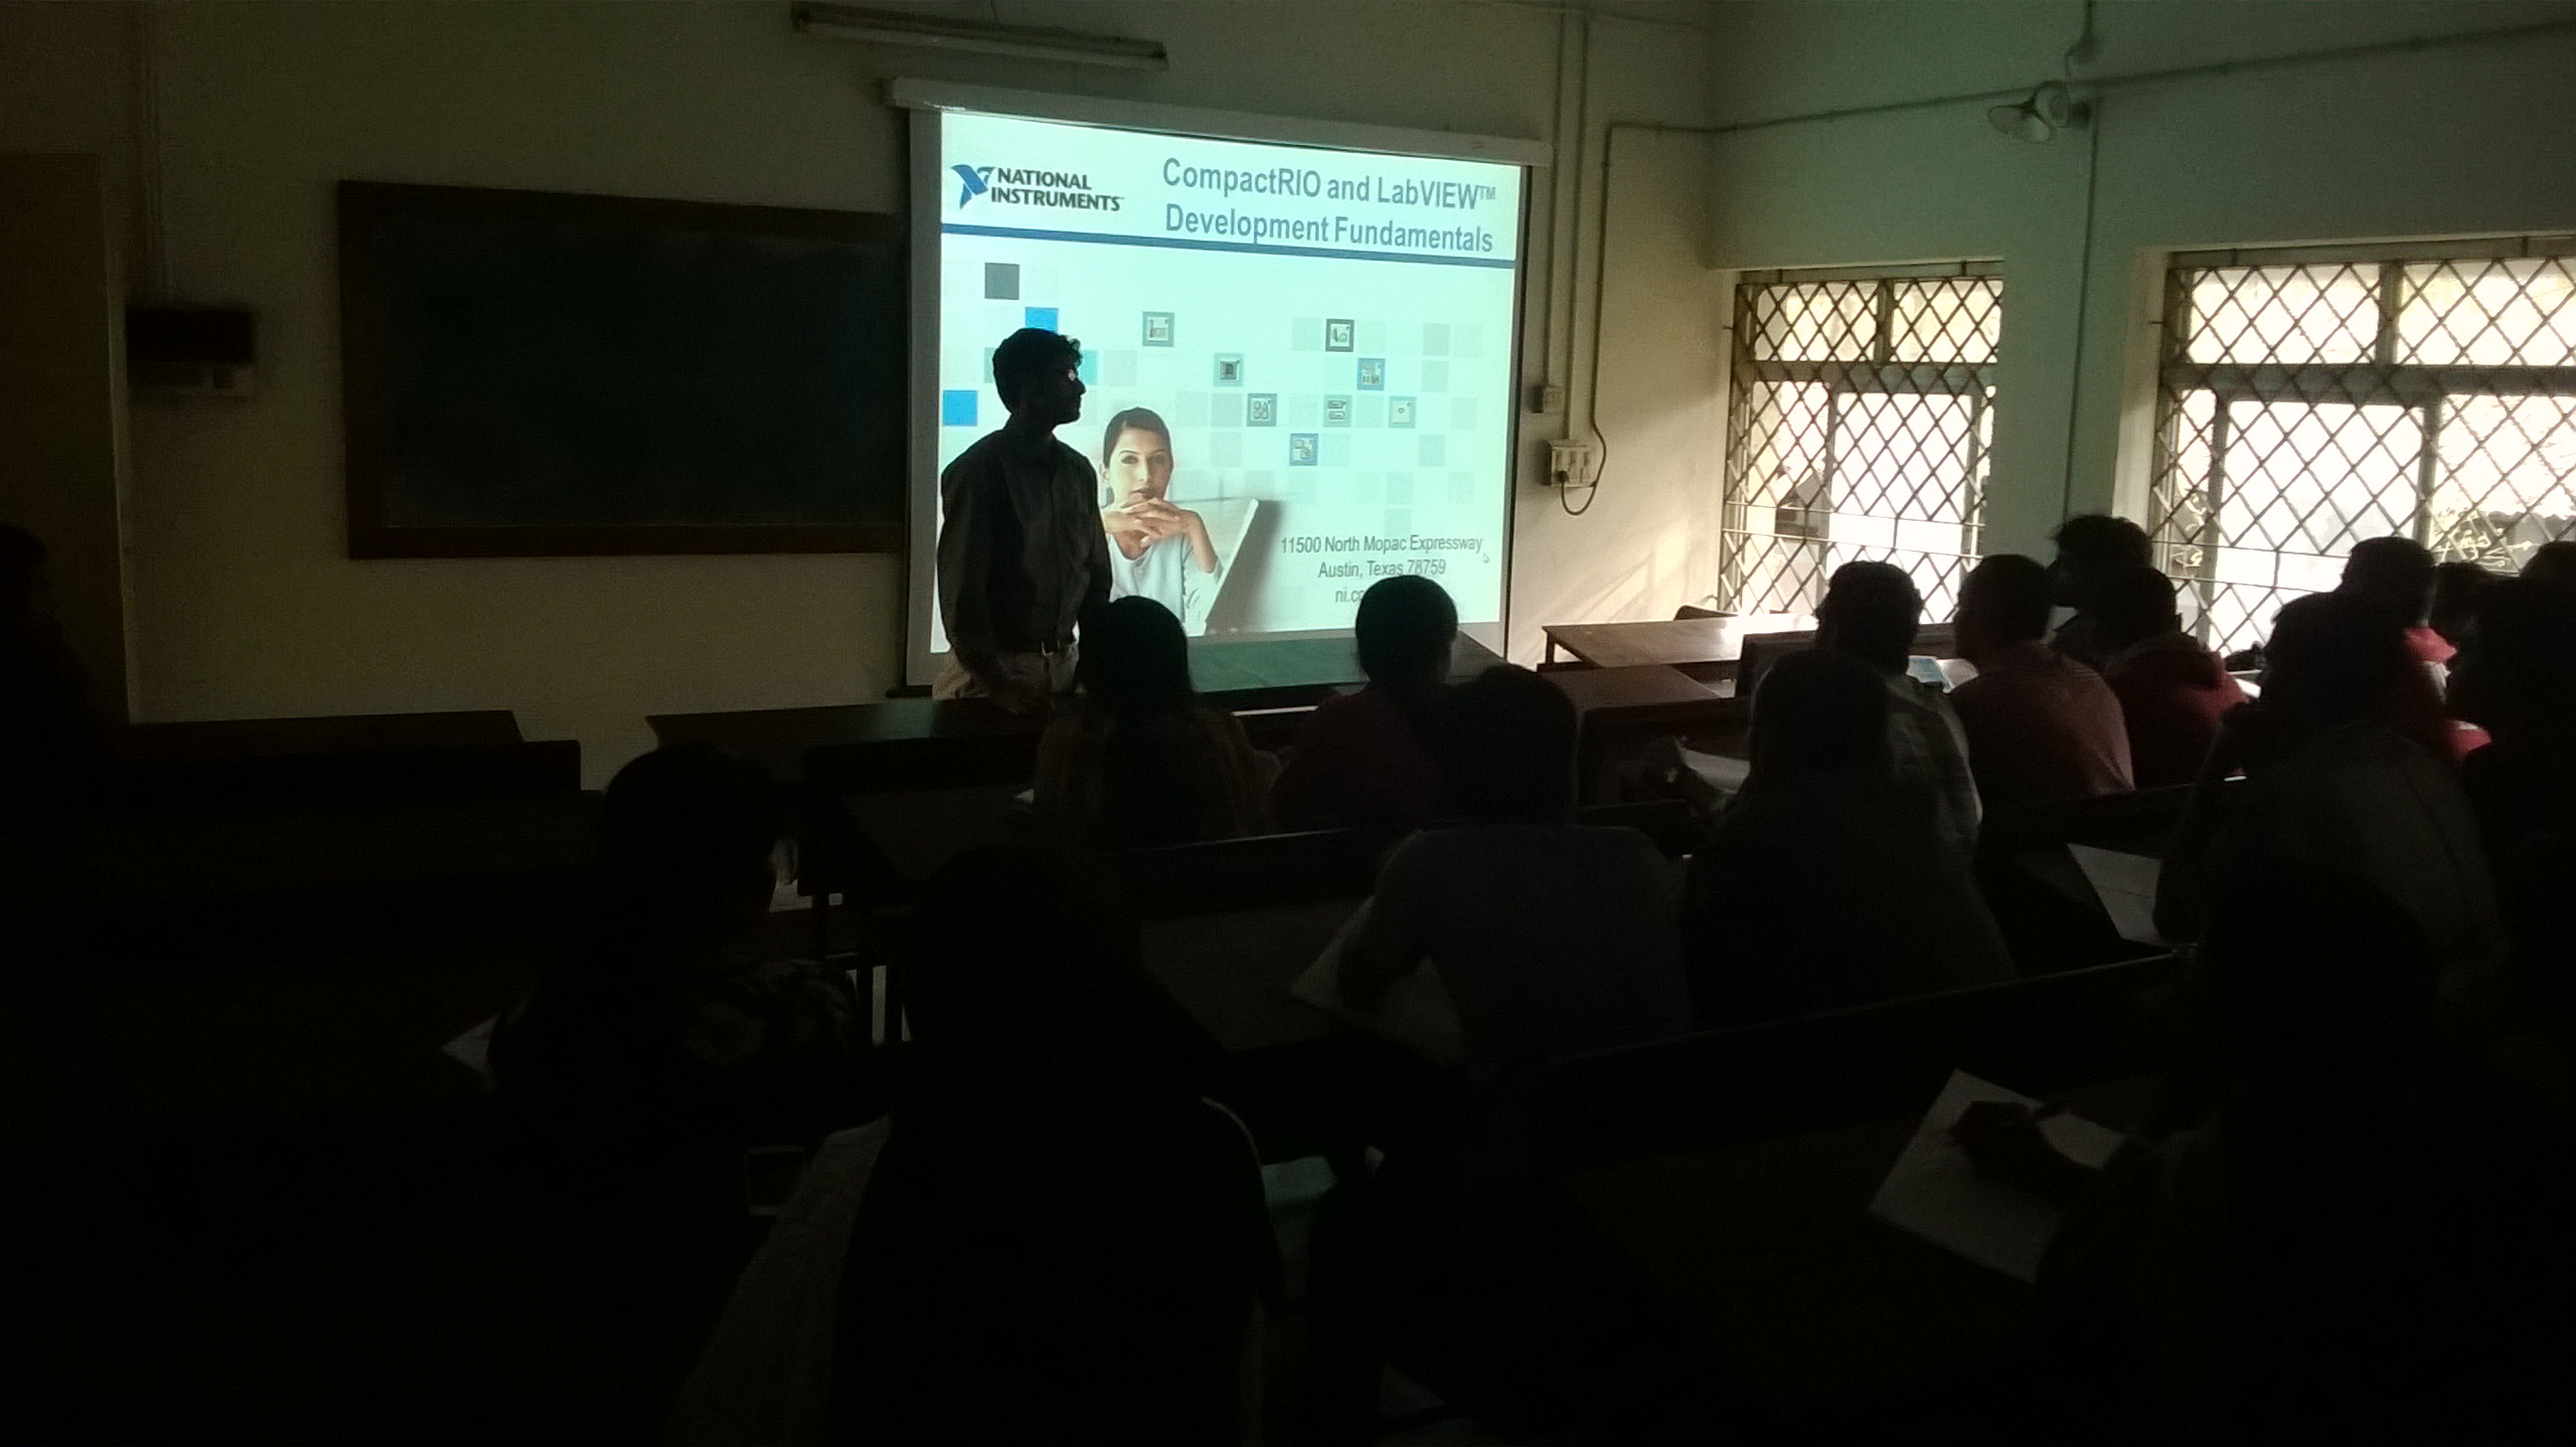 NATIONAL
INSTRUMENTS
CompactRIO and LabVIEW™
Development Fundamentals
11500 North Mopac Expressway
Austin, Texas 78759